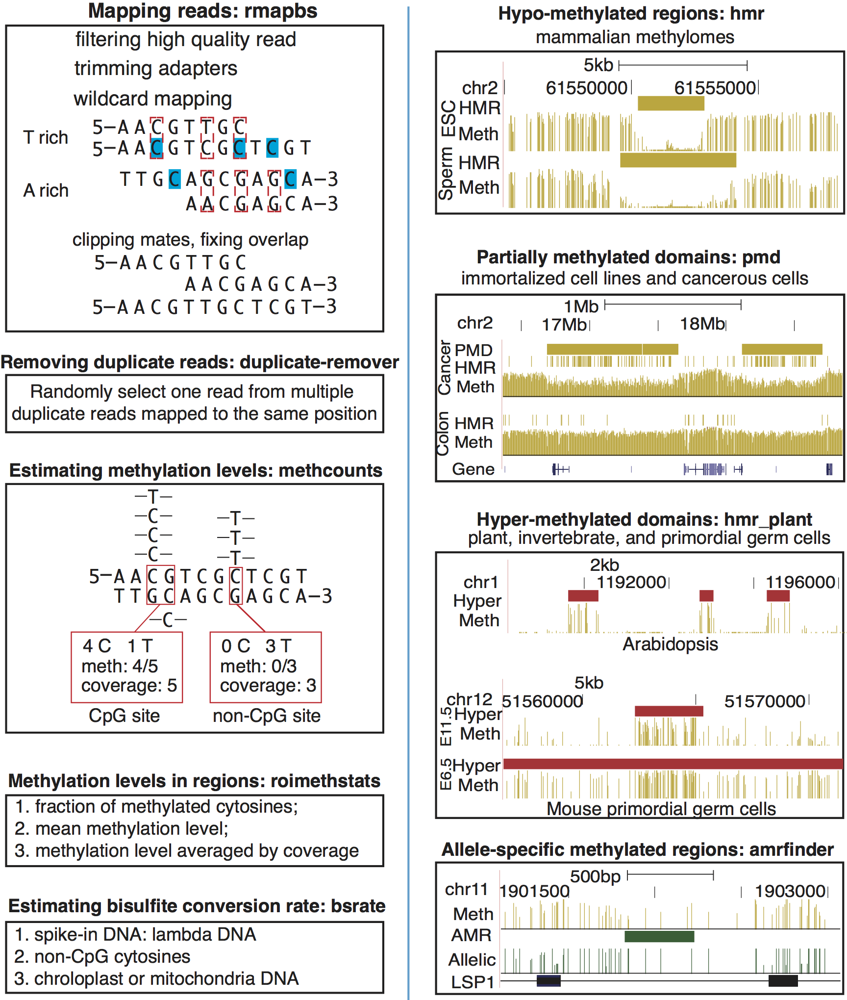 Mapping reads: rmapbs
filtering high quality read
trimming adapters
wildcard mapping
T rich
5–A A C G T T G C
5–A A C G T C G C T C G T
A rich
T T G C A G C G A G C A–3
A A C G A G C A–3
clipping mates, fixing overlap
5–A A C G T T G C
A A C G A G C A–3
5–A A C G T T G C T C G T–3
Removing duplicate reads: duplicate-remover
Randomly select one read from multiple
duplicate reads mapped to the same position
Estimating methylation levels: methcounts
–T–
–C–
–C–
–C–
–T–
–T–
–T–
5–A A C G T C G C T C G T
T T G C A G C G A G C A–3
–C–
4 C 1 T
meth: 4/5
coverage: 5
CpG site
0 C 3 T
meth: 0/3
coverage: 3
non-CpG site
Methylation levels in regions: roimethstats
1. fraction of methylated cytosines;
2. mean methylation level;
3. methylation level averaged by coverage
Estimating bisulfite conversion rate: bsrate
1. spike-in DNA: lambda DNA
2. non-CpG cytosines
3. chroloplast or mitochondria DNA
Hypo-methylated regions: hmr
mammalian methylomes
5kb
chr2 61550000 61555000
ESC
HMR
Meth
Sperm
HMR
Meth
Partially methylated domains: pmd
immortalized cell lines and cancerous cells
1Mb
chr2 17Mb 18Mb
Cancer
PMD
HMR
Meth
Colon
HMR
Meth
Gene
Hyper-methylated domains: hmr_plant
plant, invertebrate, and primordial germ cells
2kb
chr1 1192000 1196000
Hyper
Meth
Arabidopsis
5kb
chr12 51560000 51570000
E11.5
Hyper
Meth
E6.5
Hyper
Meth
Mouse primordial germ cells
Allele-specific methylated regions: amrfinder
500bp
chr11 1901500 1903000
Meth
AMR
Allelic
LSP1